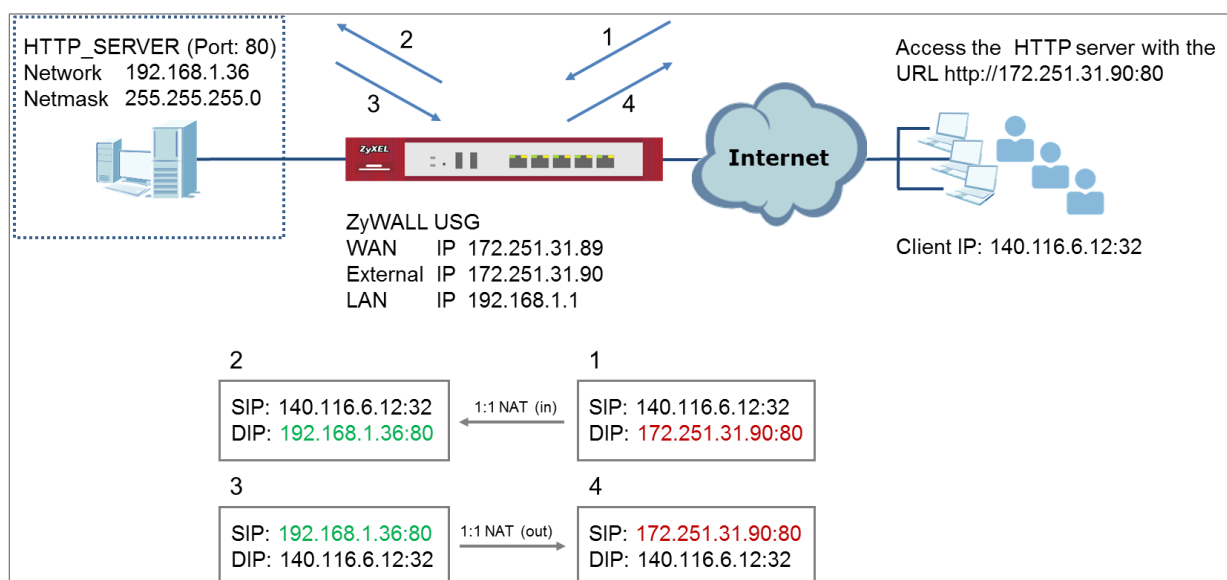 HTTP_SERVER (Port: 80)
Network 192.168.1.36
Netmask 255.255.255.0
2
3
1
4
Access the HTTP server with the
URL http://172.251.31.90:80
ZyXEL
Internet
ZyWALL USG
WAN IP 172.251.31.89
External IP 172.251.31.90
LAN IP 192.168.1.1
Client IP: 140.116.6.12:32
2
SIP: 140.116.6.12:32
DIP: 192.168.1.36:80
1:1 NAT (in)
1
SIP: 140.116.6.12:32
DIP: 172.251.31.90:80
3
SIP: 192.168.1.36:80
DIP: 140.116.6.12:32
1:1 NAT (out)
4
SIP: 172.251.31.90:80
DIP: 140.116.6.12:32